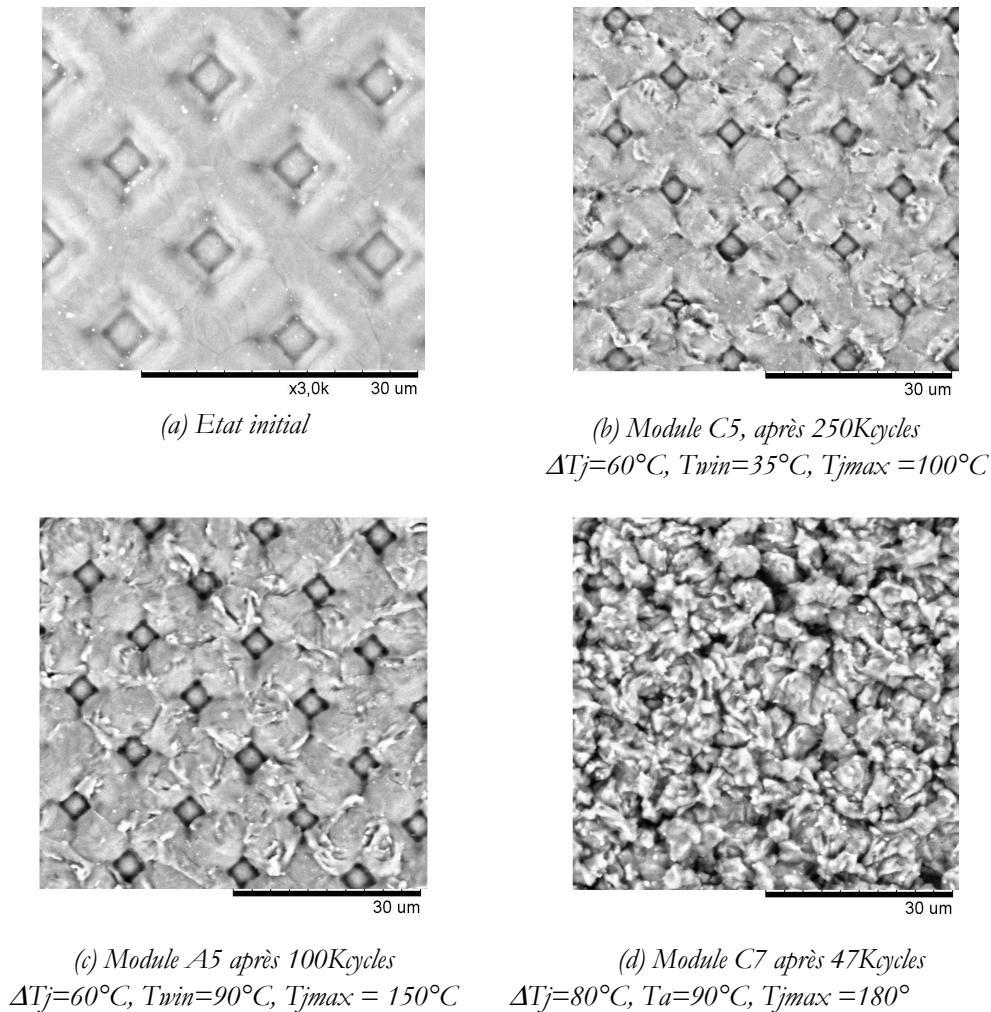 x3,0k 30 um
30 um
(a) Etat initial
(b) Module C5, après 250Kcycles
ΔTj=60°C, Twin=35°C, Tjmax =100°C
30 um
30 um
(c) Module A5 après 100Kcycles
ΔTj=60°C, Twin=90°C, Tjmax = 150°C
(d) Module C7 après 47Kcycles
ΔTj=80°C, Ta=90°C, Tjmax =180°